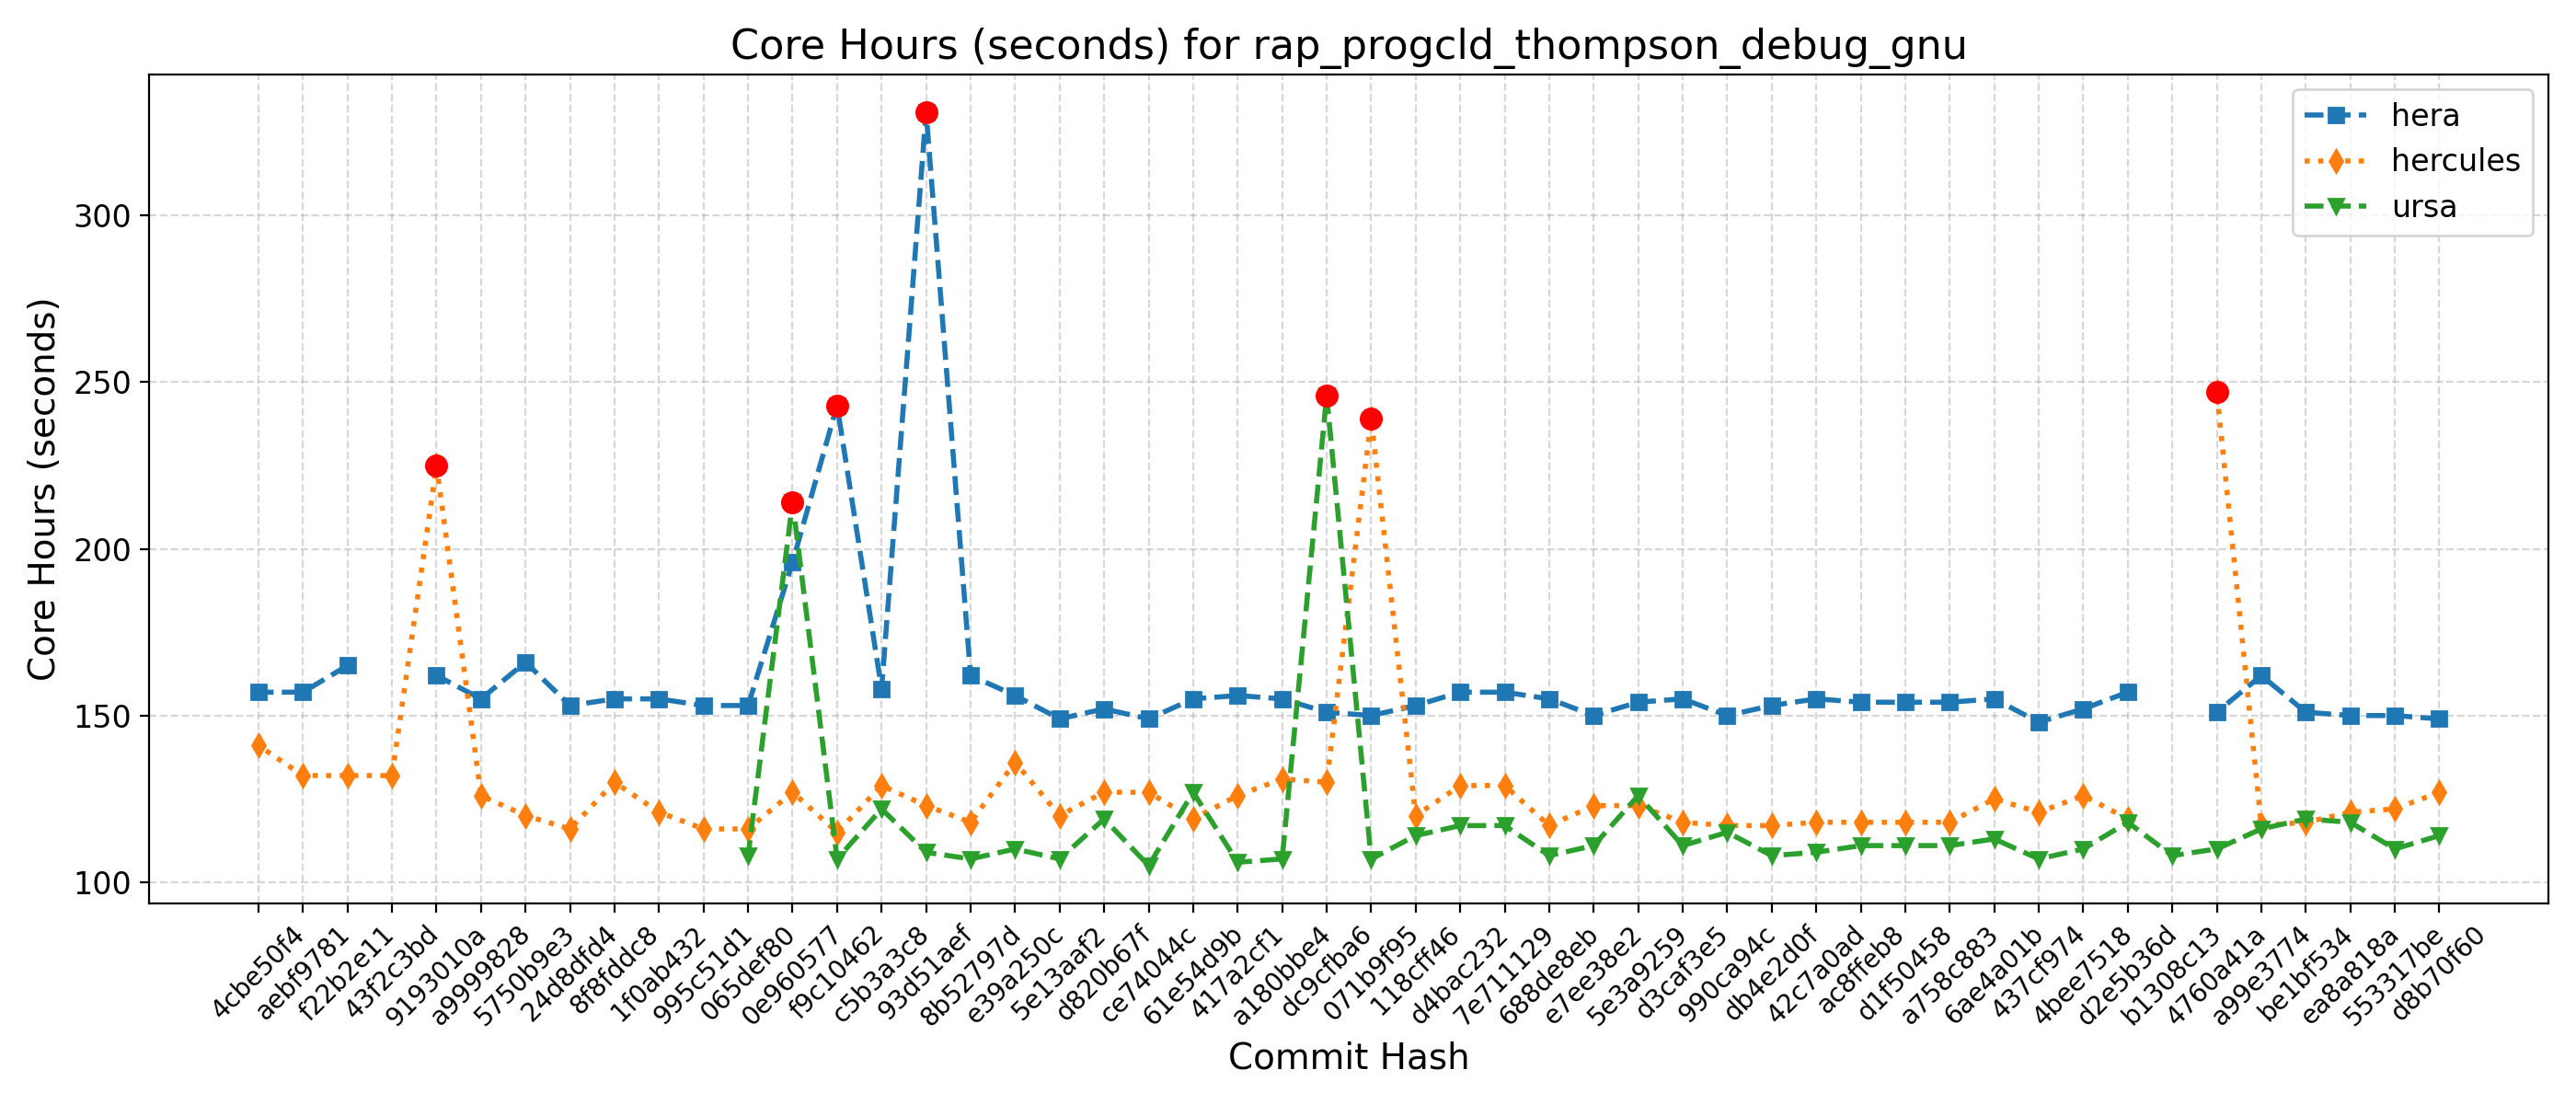 Core Hours (seconds) for rap_progcld_thompson_debug_gnu
hera
hercules
ursa
Core Hours (seconds)
300
250
200
150
100
4cbe50f4
aebf9781
f22b2e11
43f2c3bd
9193010a
a9999828
5750b9e3
24d8dfd4
8f8fddc8
1f0ab432
995c51d1
065def80
0e960577
f9c10462
c5b3a3c8
93d51aef
8b52797d
e39a250c
5e13aaf2
d820b67f
ce74044c
61e54d9b
417a2cf1
a180bbe4
dc9cfba6
071b9f95
118cff46
d4bac232
7e711129
688de8eb
e7ee38e2
5e3a9259
d3caf3e5
990ca94c
db4e2d0f
42c7a0ad
ac8ffeb8
d1f50458
a758c883
6ae4a01b
437cf974
4bee7518
d2e5b36d
b1308c13
4760a41a
a99e3774
be1bf534
ea8a818a
553317be
d8b70f60
Commit Hash